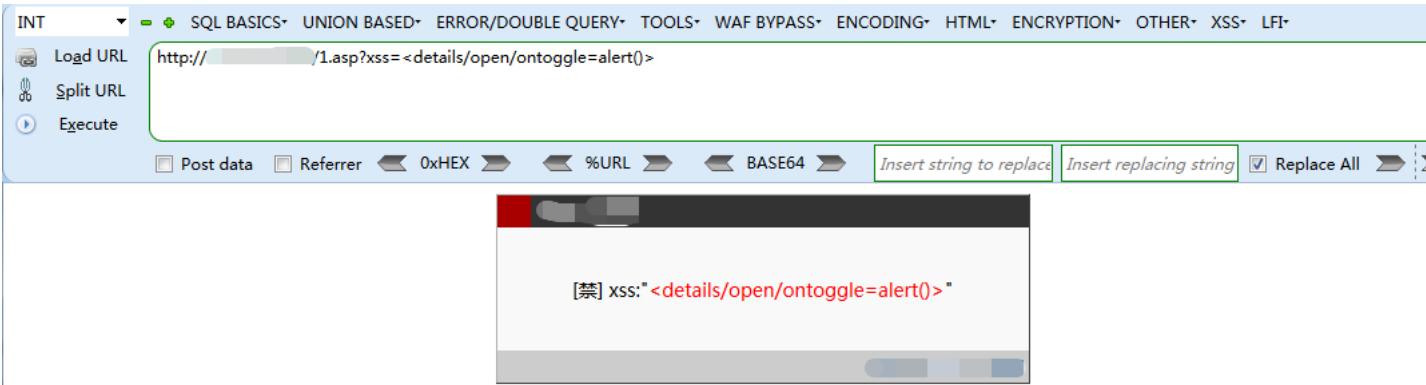 INT SQL BASICS· UNION BASED· ERROR/DOUBLE QUERY· TOOLS· WAF BYPASS· ENCODING· HTML· ENCRYPTION· OTHER· XSS· LFI·
Load URL http:// /1.asp?xss=<details/open/ontoggle=alert()>
Split URL
Execute
Post data Referrer 0xHEX %URL BASE64 Insert string to replace Insert replacing string Replace All
[禁] xss:"<details/open/ontoggle=alert()>"